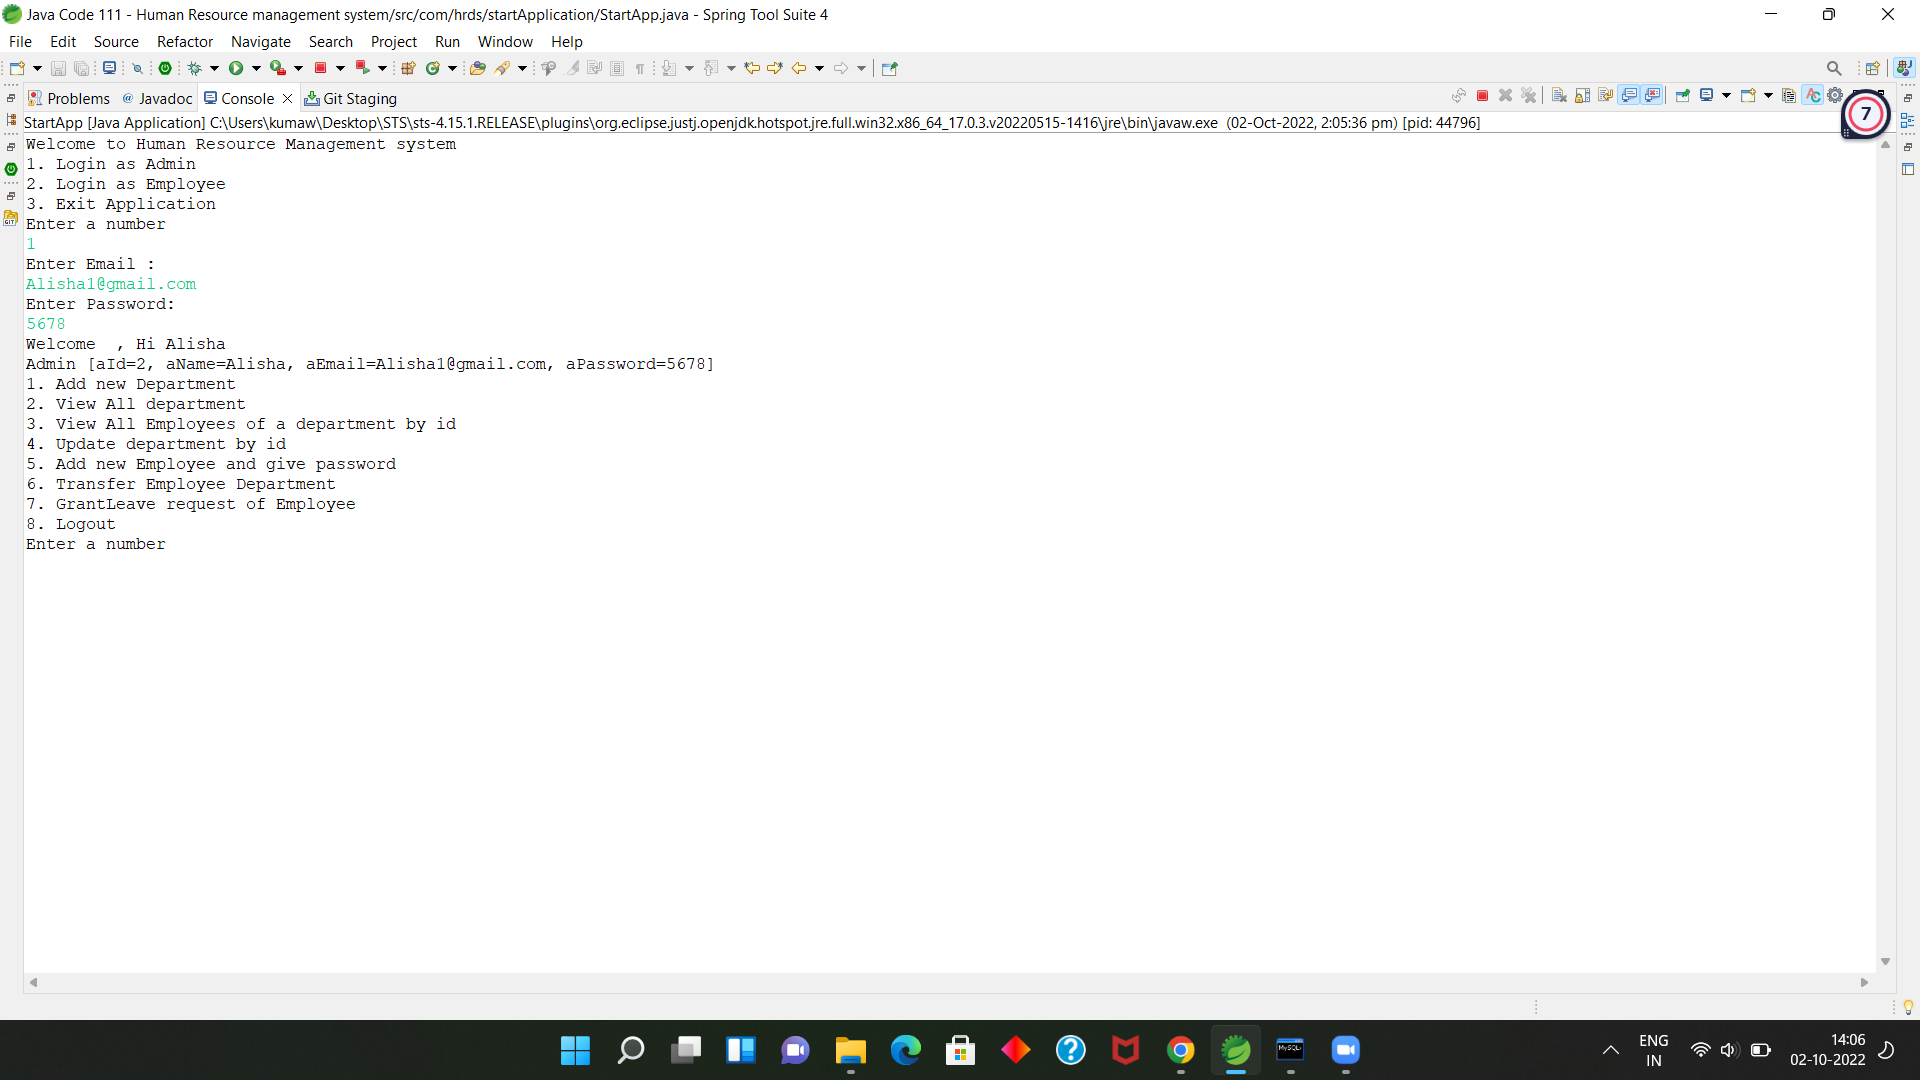 Java Code 111 - Human Resource management system/src/com/hrds/startApplication/StartApp.java - Spring Tool Suite 4
File Edit Source Refactor Navigate Search Project Run Window Help
Problems @ Javadoc Console Git Staging
StartApp [Java Application] C:\Users\kumaw\Desktop\STS\sts-4.15.1.RELEASE\plugins\org.eclipse.justj.openjdk.hotspot.jre.full.win32.x86_64_17.0.3.v20220515-1416\jre\bin\javaw.exe (02-Oct-2022, 2:05:36 pm) [pid: 44796]
7
Welcome to Human Resource Management system
1. Login as Admin
2. Login as Employee
3. Exit Application
Enter a number
1
Enter Email :
Alisha1@gmail.com
Enter Password:
5678
Welcome  , Hi Alisha
Admin [aId=2, aName=Alisha, aEmail=Alisha1@gmail.com, aPassword=5678]
1. Add new Department
2. View All department
3. View All Employees of a department by id
4. Update department by id
5. Add new Employee and give password
6. Transfer Employee Department
7. GrantLeave request of Employee
8. Logout
Enter a number
GIT
MySQL
ENG
IN
14:06
02-10-2022